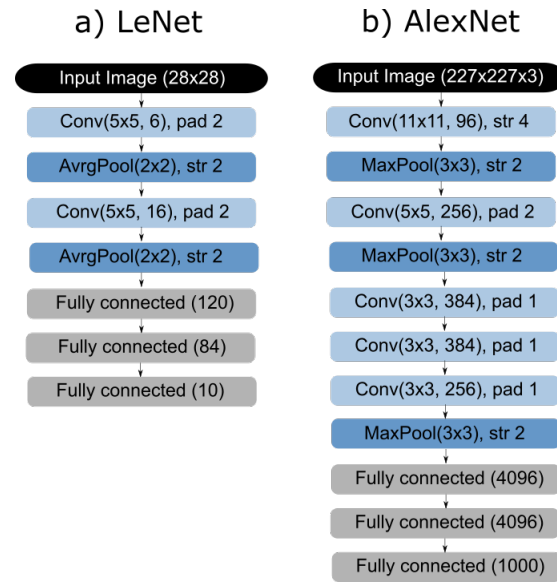 a) LeNet
Input Image (28x28)
Conv(5x5, 6), pad 2
AvrgPool(2x2), str 2
Conv(5x5, 16), pad 2
AvrgPool(2x2), str 2
Fully connected (120)
Fully connected (84)
Fully connected (10)
b) AlexNet
Input Image (227x227x3)
Conv(11x11, 96), str 4
MaxPool(3x3), str 2
Conv(5x5, 256), pad 2
MaxPool(3x3), str 2
Conv(3x3, 384), pad 1
Conv(3x3, 384), pad 1
Conv(3x3, 256), pad 1
MaxPool(3x3), str 2
Fully connected (4096)
Fully connected (4096)
Fully connected (1000)